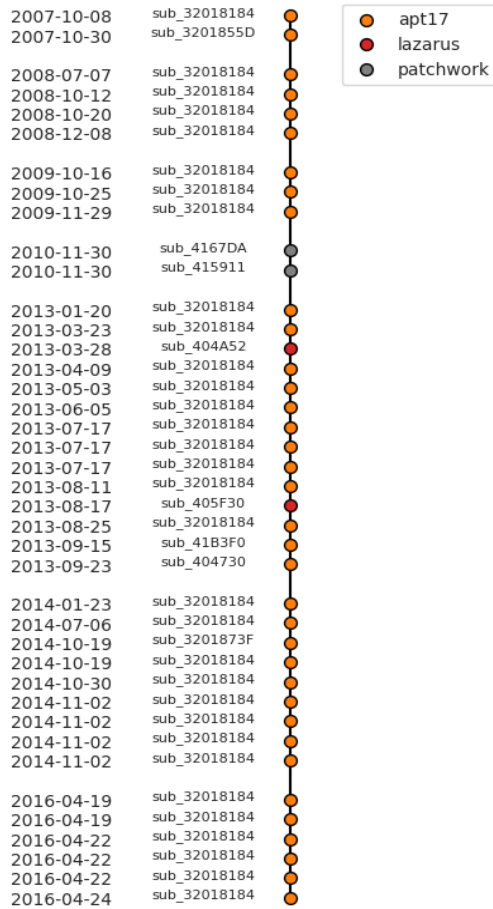 2007-10-08 sub_32018184
2007-10-30 sub_3201855D
2008-07-07 sub_32018184
2008-10-12 sub_32018184
2008-10-20 sub_32018184
2008-12-08 sub_32018184
2009-10-16 sub_32018184
2009-10-25 sub_32018184
2009-11-29 sub_32018184
2010-11-30 sub_4167DA
2010-11-30 sub_415911
2013-01-20 sub_32018184
2013-03-23 sub_32018184
2013-03-28 sub_404A52
2013-04-09 sub_32018184
2013-05-03 sub_32018184
2013-06-05 sub_32018184
2013-07-17 sub_32018184
2013-07-17 sub_32018184
2013-07-17 sub_32018184
2013-08-11 sub_32018184
2013-08-17 sub_405F30
2013-08-25 sub_32018184
2013-09-15 sub_41B3F0
2013-09-23 sub_404730
2014-01-23 sub_32018184
2014-07-06 sub_32018184
2014-10-19 sub_3201873F
2014-10-19 sub_32018184
2014-10-30 sub_32018184
2014-11-02 sub_32018184
2014-11-02 sub_32018184
2014-11-02 sub_32018184
2014-11-02 sub_32018184
2016-04-19 sub_32018184
2016-04-19 sub_32018184
2016-04-22 sub_32018184
2016-04-22 sub_32018184
2016-04-22 sub_32018184
2016-04-24 sub_32018184
apt17
lazarus
patchwork